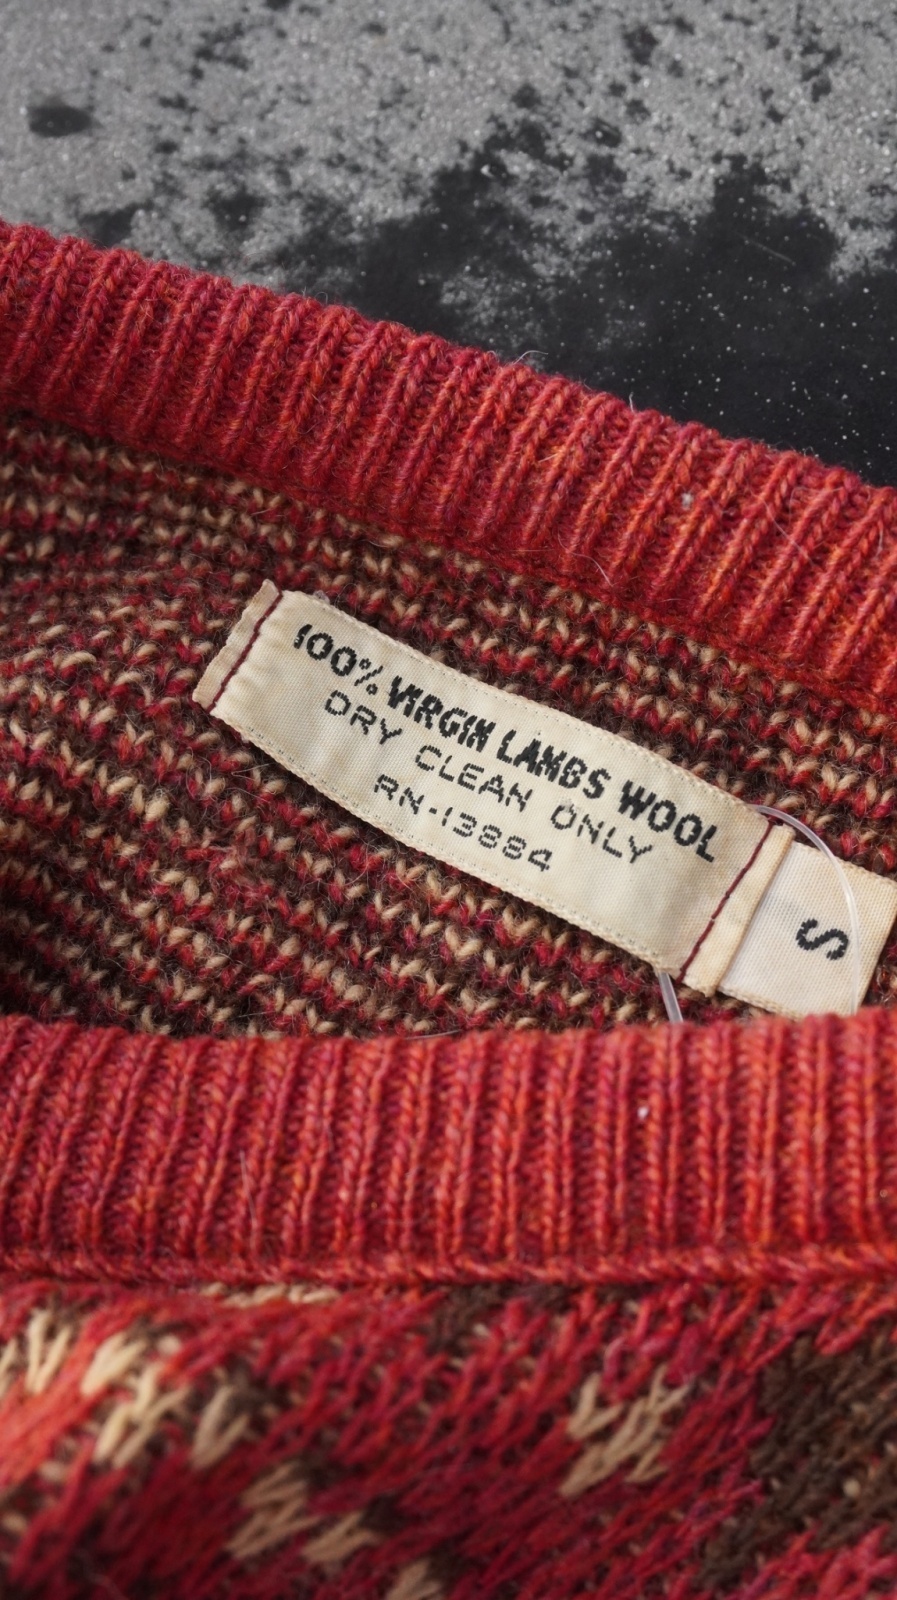 100% VIRGIN LAMBS WOOL
DRY CLEAN ONLY
RN-13884
S